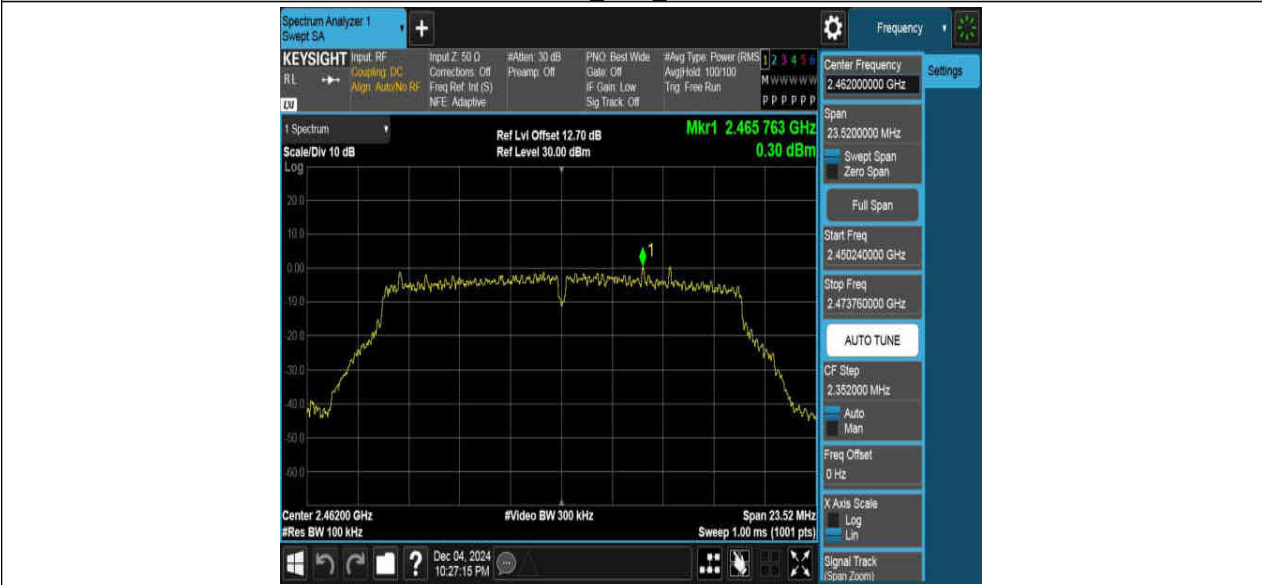 Spectrum Analyzer 1
Swept SA
Frequency
KEYSIGHT
RL
LXI
Input: RF
Coupling: DC
Align: Auto/No RF
Input Z: 50 Ω
Corrections: Off
Freq Ref: Int (S)
NFE: Adaptive
#Atten: 30 dB
Preamp: Off
PNO: Best Wide
Gate: Off
IF Gain: Low
Sig Track: Off
#Avg Type: Power (RMS
Avg|Hold: 100/100
Trig: Free Run
1 2 3 4 5 6
M W W W W W
P P P P P P
Center Frequency
2.462000000 GHz
Settings
Span
23.5200000 MHz
Swept Span
Zero Span
Full Span
Start Freq
2.450240000 GHz
Stop Freq
2.473760000 GHz
AUTO TUNE
CF Step
2.352000 MHz
Auto
Man
Freq Offset
0 Hz
X Axis Scale
Log
Lin
Signal Track
(Span Zoom)
1 Spectrum
Scale/Div 10 dB
Ref Lvl Offset 12.70 dB
Ref Level 30.00 dBm
Mkr1 2.465 763 GHz
0.30 dBm
Log
20.0
10.0
0.00
-10.0
-20.0
-30.0
-40.0
-50.0
-60.0
1
Center 2.46200 GHz
#Res BW 100 kHz
#Video BW 300 kHz
Span 23.52 MHz
Sweep 1.00 ms (1001 pts)
?
Dec 04, 2024
10:27:15 PM